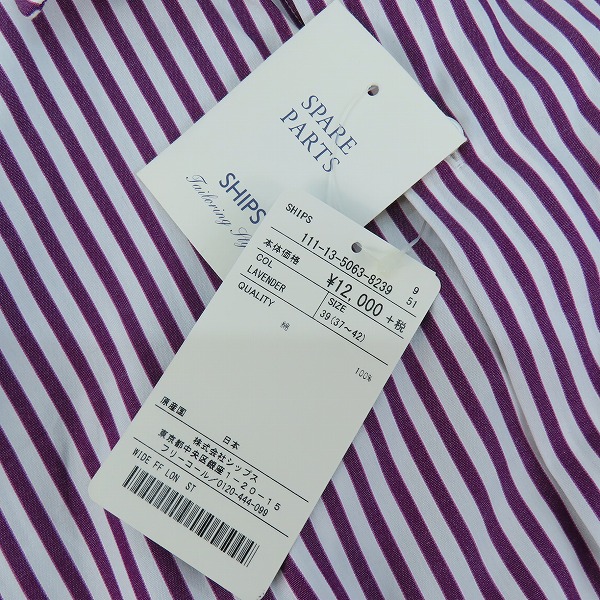 SPARE
PARTS
SHIPS
Tailoring
SHIPS
111-13-5063-8239 9
本体価格 ¥12,000 +税 51
COL SIZE
LAVENDER 39(37~42)
QUALITY
綿 100%
原産国 日本
株式会社シップス
東京都中央区銀座1-20-15
フリーコール/0120-444-099
WIDE FF LON ST